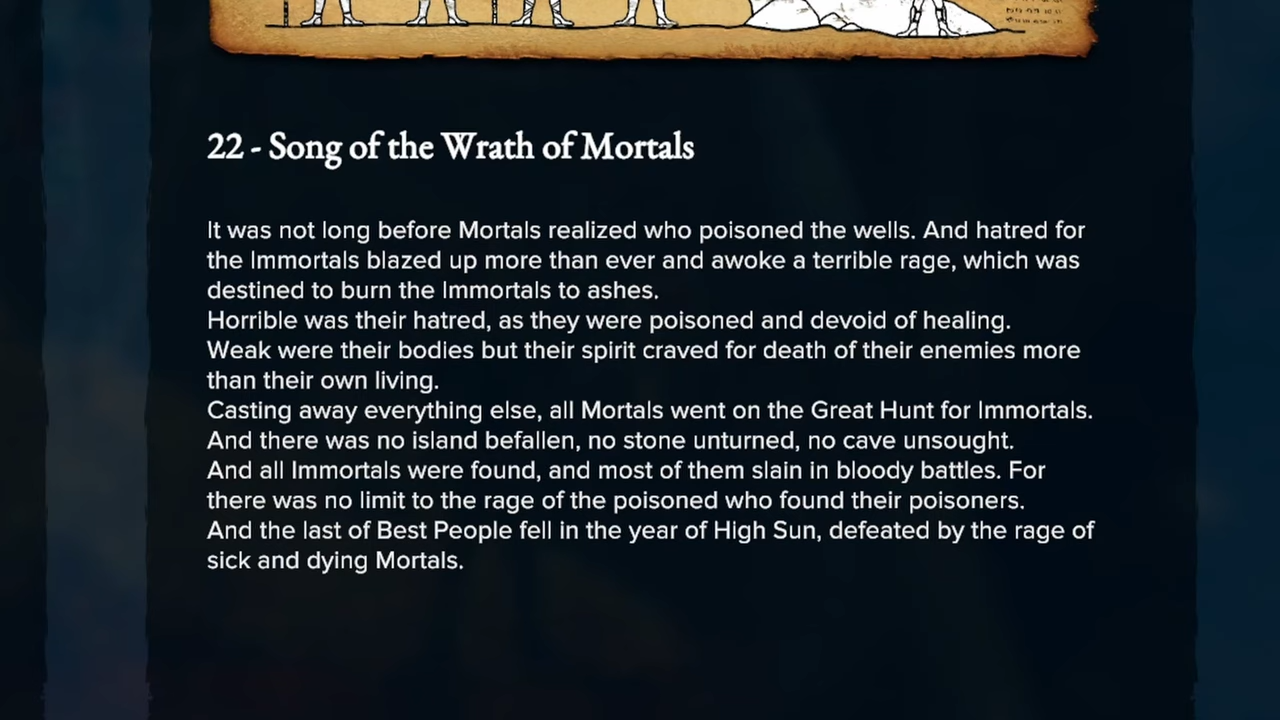 22 - Song of the Wrath of Mortals
It was not long before Mortals realized who poisoned the wells. And hatred for
the Immortals blazed up more than ever and awoke a terrible rage, which was
destined to burn the Immortals to ashes.
Horrible was their hatred, as they were poisoned and devoid of healing.
Weak were their bodies but their spirit craved for death of their enemies more
than their own living.
Casting away everything else, all Mortals went on the Great Hunt for Immortals.
And there was no island befallen, no stone unturned, no cave unsought.
And all Immortals were found, and most of them slain in bloody battles. For
there was no limit to the rage of the poisoned who found their poisoners.
And the last of Best People fell in the year of High Sun, defeated by the rage of
sick and dying Mortals.